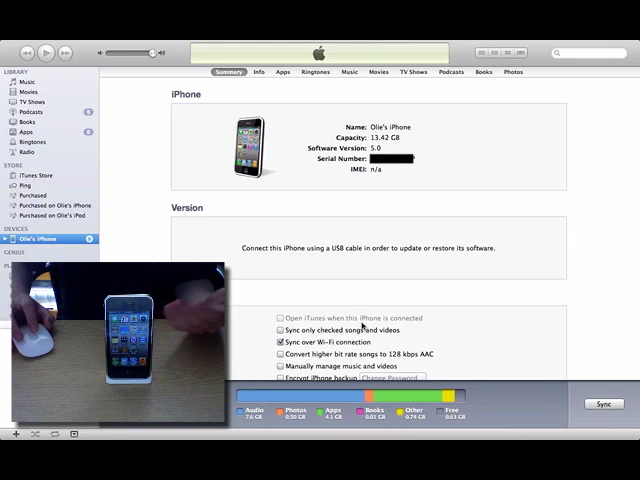 Summary Info Apps Ringtones Music Movies TV Shows Podcasts Books Photos
LIBRARY
Music
Movies
TV Shows
Podcasts
Books
Apps
Ringtones
Radio
STORE
iTunes Store
Ping
Purchased
Purchased on Olie's iPhone
Purchased on Olie's iPod
DEVICES
Olie's iPhone
GENIUS
iPhone
Name: Olie's iPhone
Capacity: 13.42 GB
Software Version: 5.0
Serial Number:
IMEI: n/a
Version
Connect this iPhone using a USB cable in order to update or restore its software.
Open iTunes when this iPhone is connected
Sync only checked songs and videos
Sync over Wi-Fi connection
Convert higher bit rate songs to 128 kbps AAC
Manually manage music and videos
Encrypt iPhone backup Change Password...
Audio Photos Apps Books Other Free
7.6 GB 0.50 GB 4.1 GB 0.01 GB 0.74 GB 0.63 GB
Sync